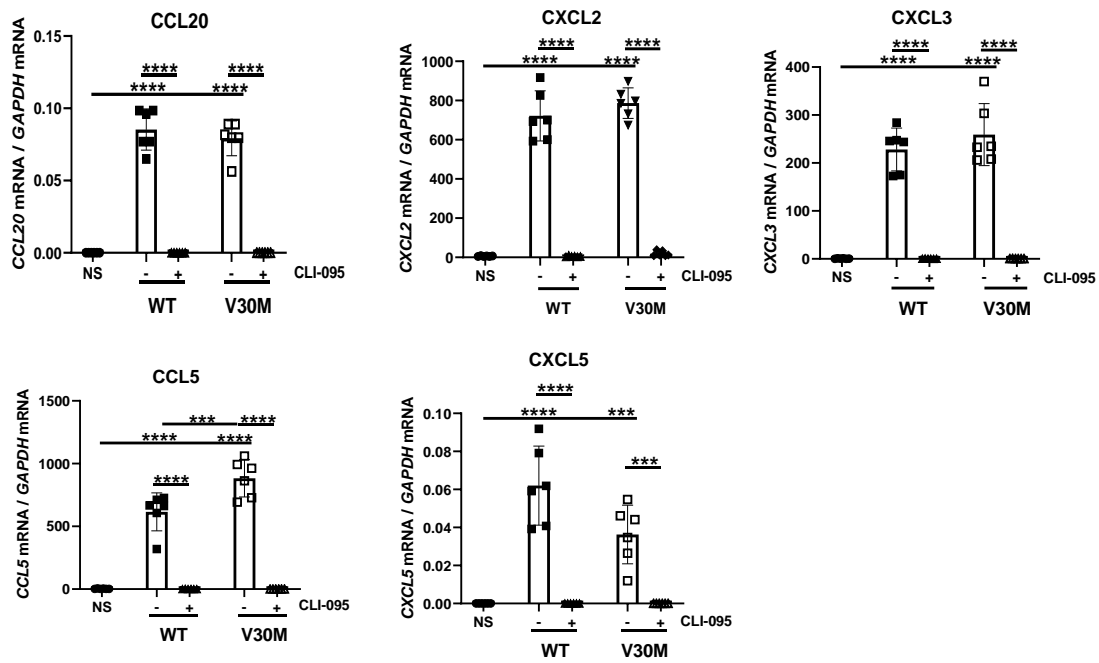 CCL20
CCL20 mRNA / GAPDH mRNA
0.15
0.10
0.05
0.00
**** ****
**** ****
NS - + - + CLI-095
WT V30M
CXCL2
CXCL2 mRNA / GAPDH mRNA
1000
800
600
400
200
0
**** ****
**** ****
NS - + - + CLI-095
WT V30M
CXCL3
CXCL3 mRNA / GAPDH mRNA
400
300
200
100
0
**** ****
**** ****
NS - + - + CLI-095
WT V30M
CCL5
CCL5 mRNA / GAPDH mRNA
1500
1000
500
0
*** ****
**** ****
****
NS - + - + CLI-095
WT V30M
CXCL5
CXCL5 mRNA / GAPDH mRNA
0.10
0.08
0.06
0.04
0.02
0.00
****
**** ***
***
NS - + - + CLI-095
WT V30M